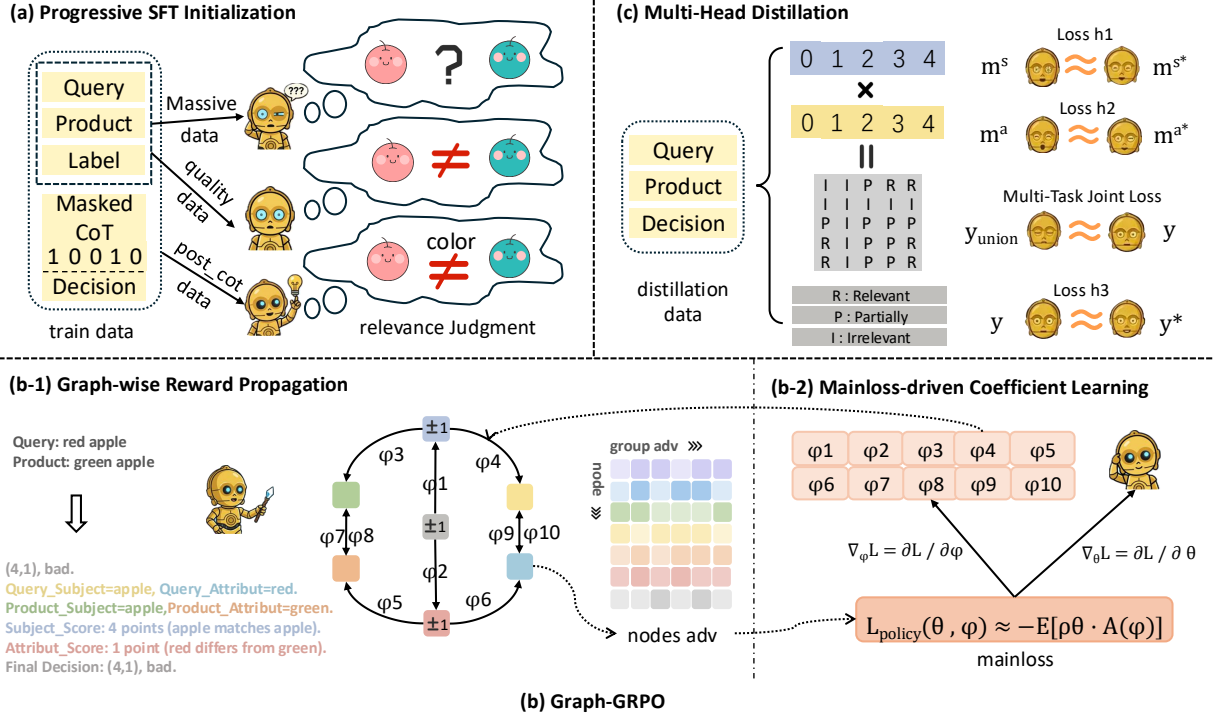 (a) Progressive SFT Initialization
Query
Product
Label
Masked
CoT
1 0 0 1 0
Decision
train data
Massive
data
quality
data
post_cot
data
???
?
≠
color
≠
relevance Judgment
(c) Multi-Head Distillation
Query
Product
Decision
distillation
data
0 1 2 3 4
×
0 1 2 3 4
=
I I P R R
I I I I I
P I P P P
R I P P R
R I P P R
R : Relevant
P : Partially
I : Irrelevant
Loss h1
mˢ ≈ mˢ*
Loss h2
mᵃ ≈ mᵃ*
Multi-Task Joint Loss
y_union ≈ y
Loss h3
y ≈ y*
(b-1) Graph-wise Reward Propagation
Query: red apple
Product: green apple
(4,1), bad.
Query_Subject=apple, Query_Attribut=red.
Product_Subject=apple,Product_Attribut=green.
Subject_Score: 4 points (apple matches apple).
Attribut_Score: 1 point (red differs from green).
Final Decision: (4,1), bad.
±1
φ3
φ4
φ1
±1
φ7 φ8
φ9 φ10
φ2
φ5
φ6
±1
group adv >>>
node >>>
nodes adv
(b-2) Mainloss-driven Coefficient Learning
φ1 φ2 φ3 φ4 φ5
φ6 φ7 φ8 φ9 φ10
∇φL = ∂L / ∂φ
∇θL = ∂L / ∂ θ
L_policy(θ , φ) ≈ −E[ρθ · A(φ)]
mainloss
(b) Graph-GRPO